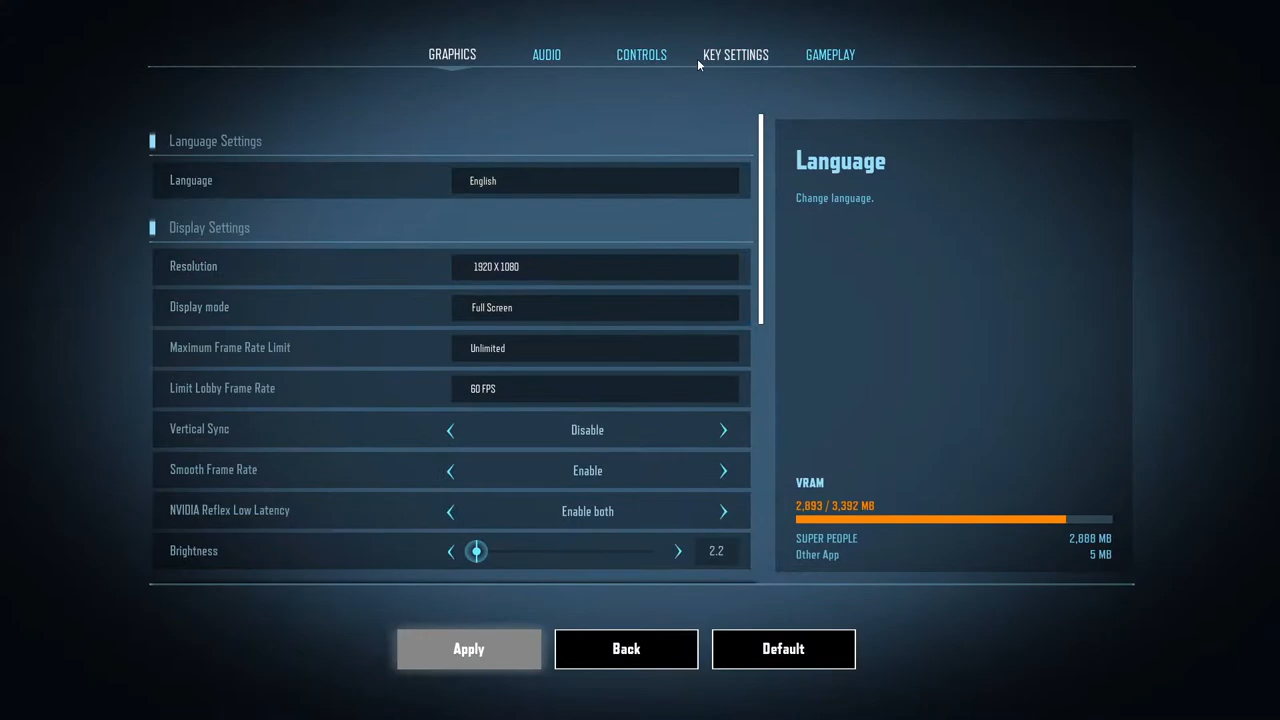 GRAPHICS AUDIO CONTROLS KEY SETTINGS GAMEPLAY
Language Settings
Language English
Display Settings
Resolution 1920 X 1080
Display mode Full Screen
Maximum Frame Rate Limit Unlimited
Limit Lobby Frame Rate 60 FPS
Vertical Sync Disable
Smooth Frame Rate Enable
NVIDIA Reflex Low Latency Enable both
Brightness 2.2
Language
Change language.
VRAM
2,893 / 3,392 MB
SUPER PEOPLE 2,888 MB
Other App 5 MB
Apply Back Default